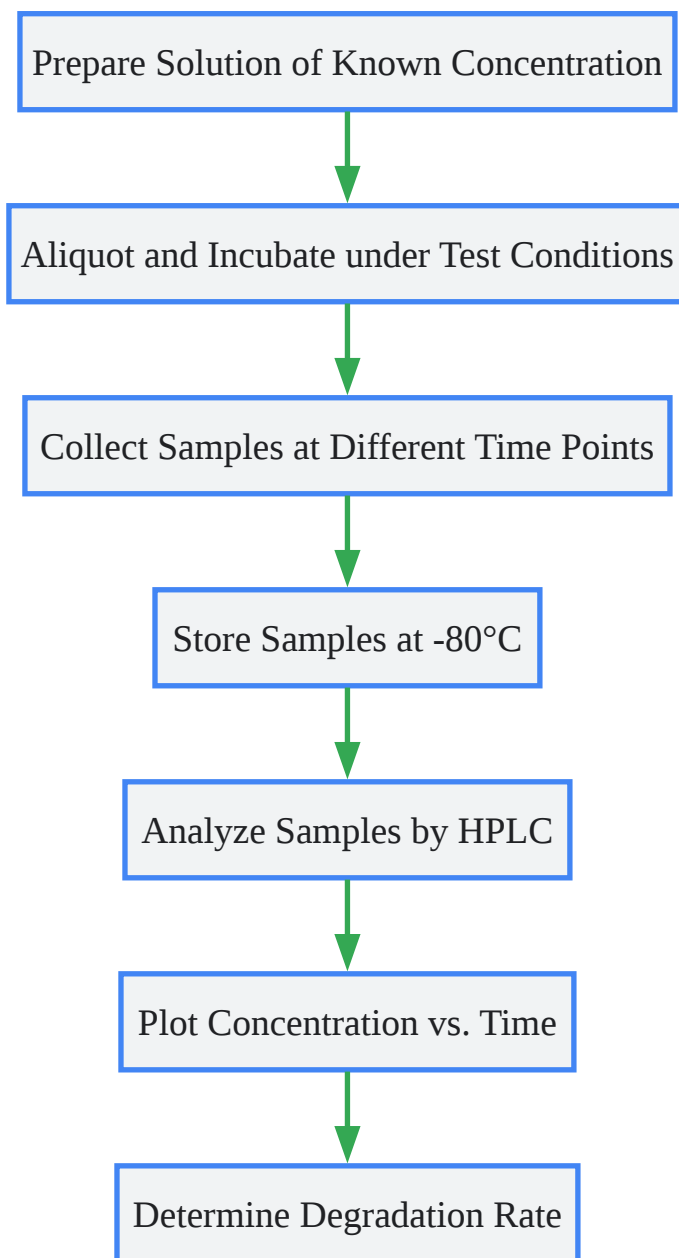 Prepare Solution of Known Concentration
Aliquot and Incubate under Test Conditions
Collect Samples at Different Time Points
Store Samples at -80°C
Analyze Samples by HPLC
Plot Concentration vs. Time
Determine Degradation Rate